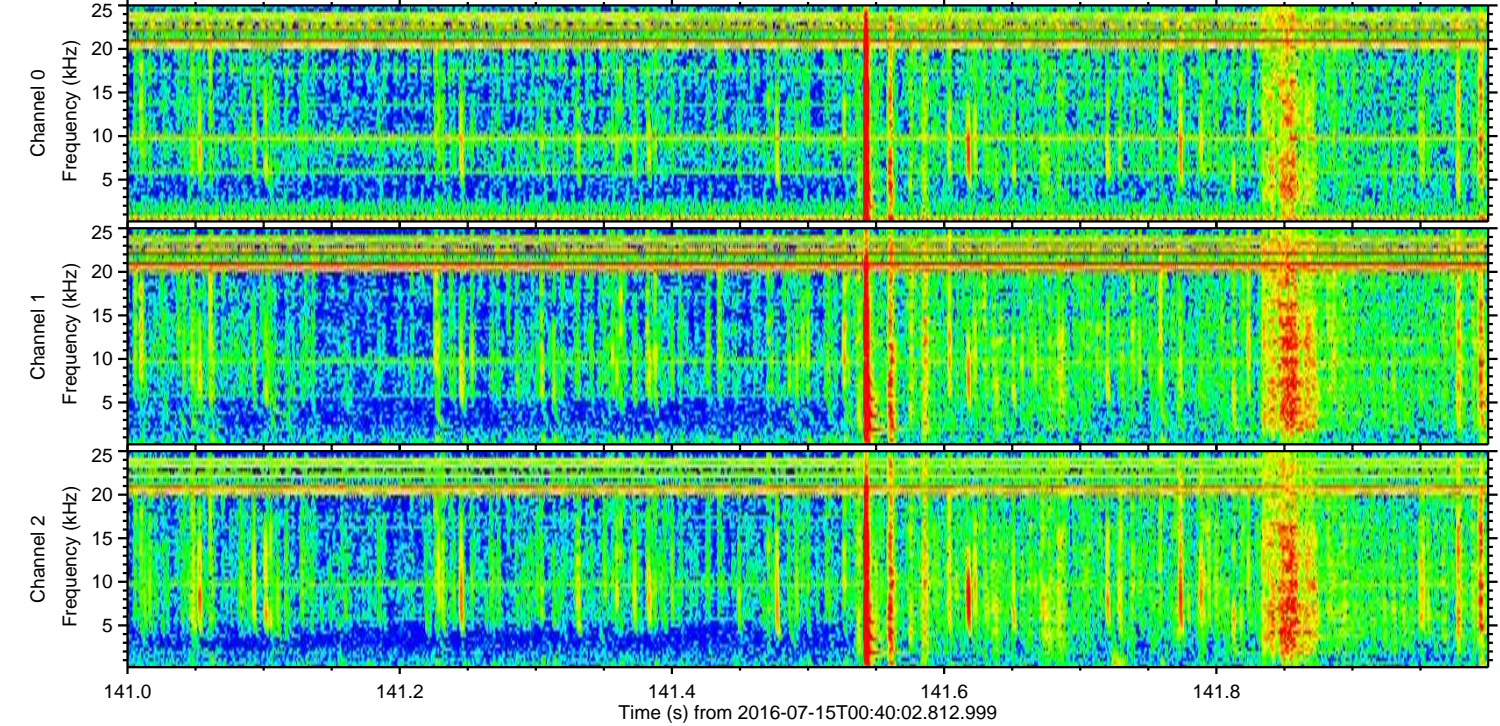 Channel 0
Frequency (kHz)
25
20
15
10
5
Channel 1
Frequency (kHz)
25
20
15
10
5
Channel 2
Frequency (kHz)
25
20
15
10
5
141.0 141.2 141.4 141.6 141.8
Time (s) from 2016-07-15T00:40:02.812.999